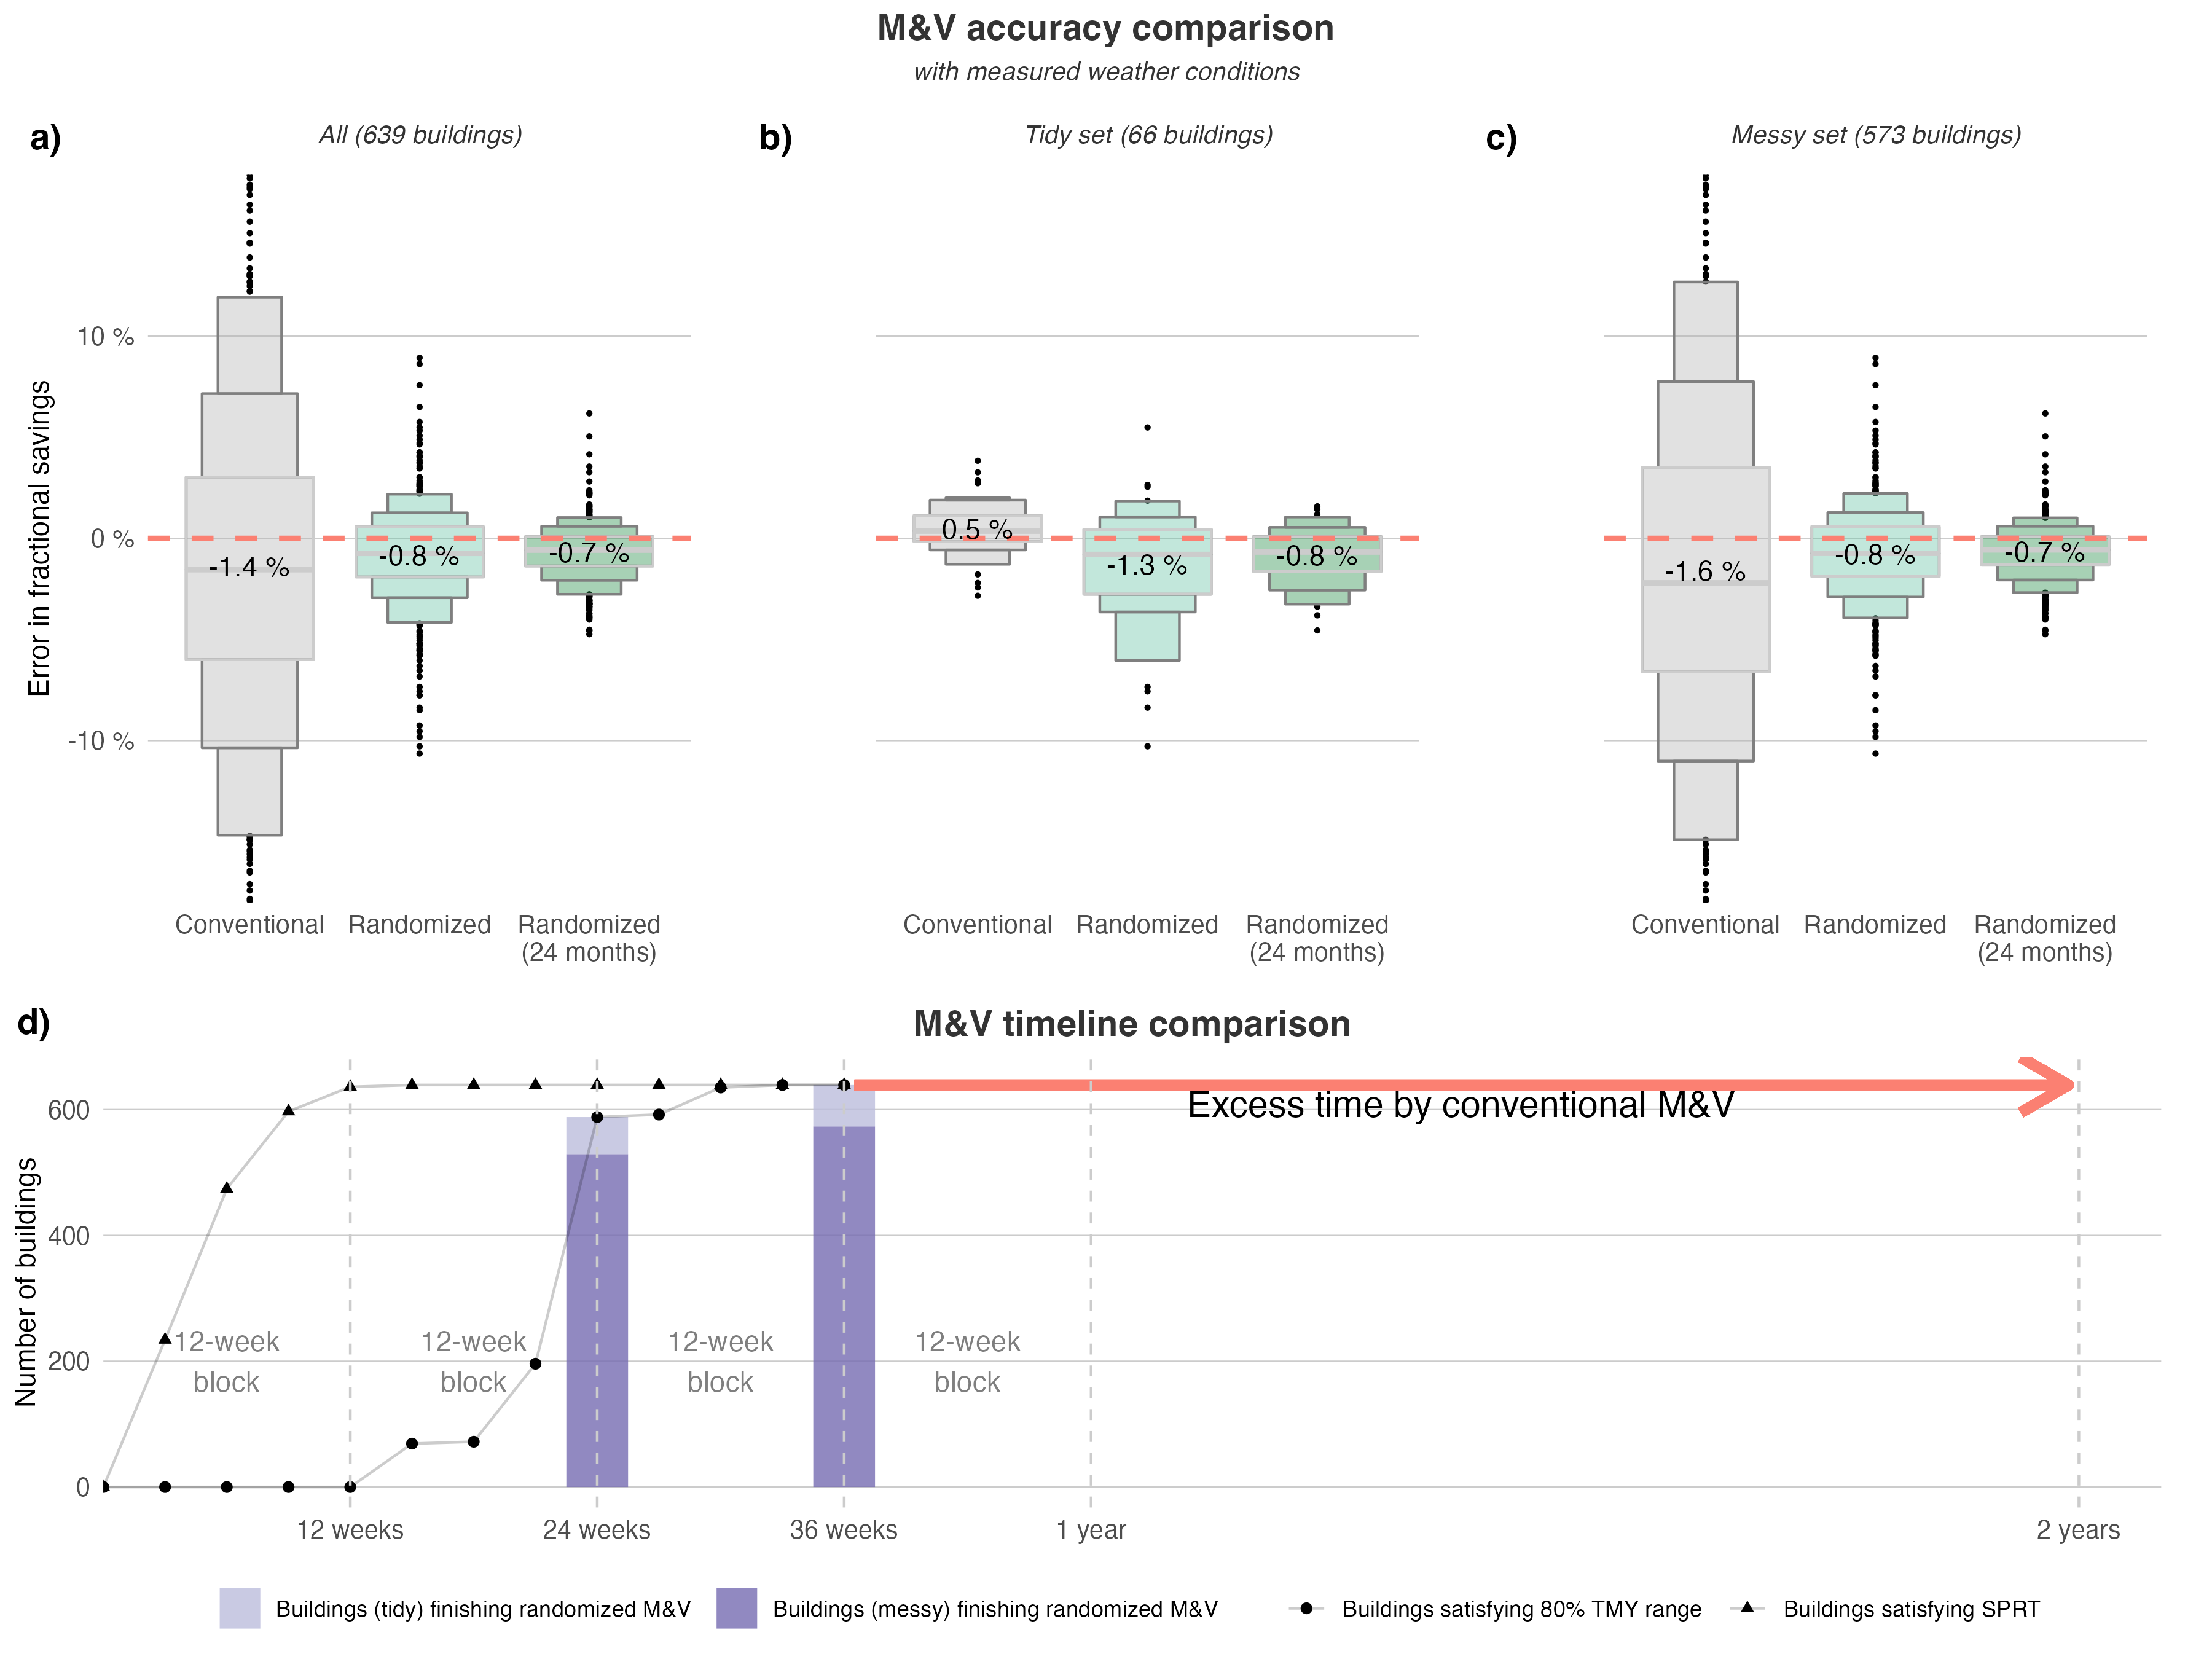 M&V accuracy comparison
with measured weather conditions
a)
All (639 buildings)
b)
Tidy set (66 buildings)
c)
Messy set (573 buildings)
Error in fractional savings
10 %
0 %
-10 %
-1.4 %
-0.8 %
-0.7 %
0.5 %
-1.3 %
-0.8 %
-1.6 %
-0.8 %
-0.7 %
Conventional
Randomized
Randomized
(24 months)
Conventional
Randomized
Randomized
(24 months)
Conventional
Randomized
Randomized
(24 months)
d)
M&V timeline comparison
Number of buildings
600
400
200
0
Excess time by conventional M&V
12-week
block
12-week
block
12-week
block
12-week
block
12 weeks
24 weeks
36 weeks
1 year
2 years
Buildings (tidy) finishing randomized M&V
Buildings (messy) finishing randomized M&V
Buildings satisfying 80% TMY range
Buildings satisfying SPRT